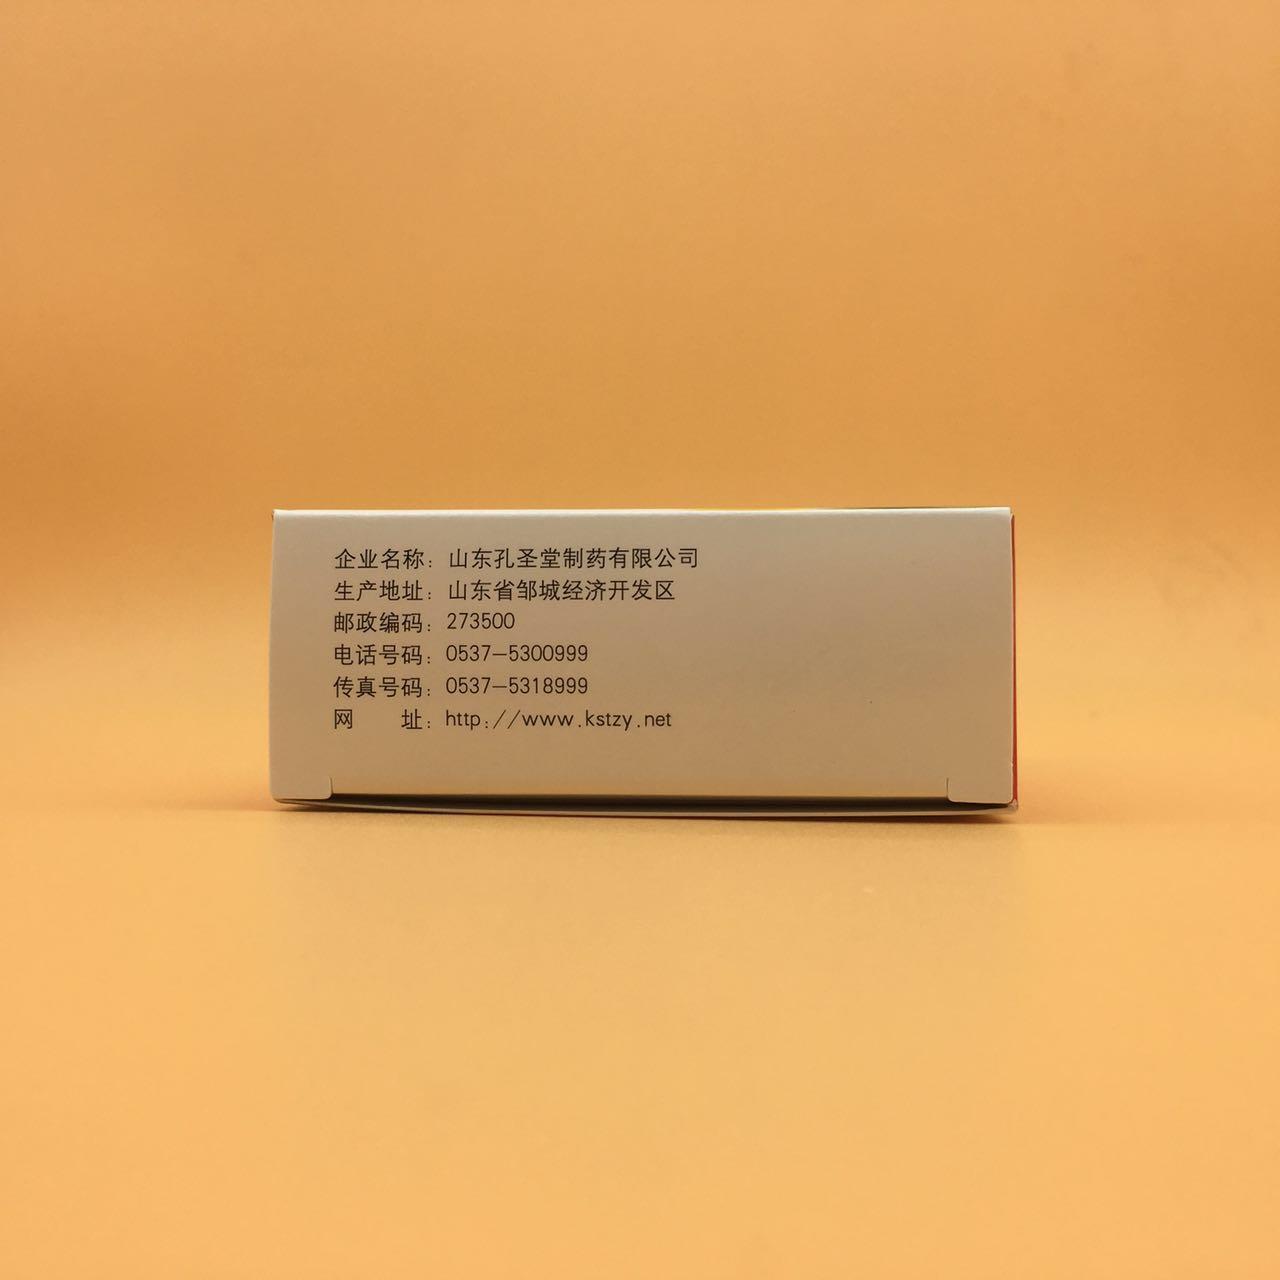 企业名称：山东孔圣堂制药有限公司
生产地址：山东省邹城经济开发区
邮政编码：273500
电话号码：0537-5300999
传真号码：0537-5318999
网　　址：http://www.kstzy.net